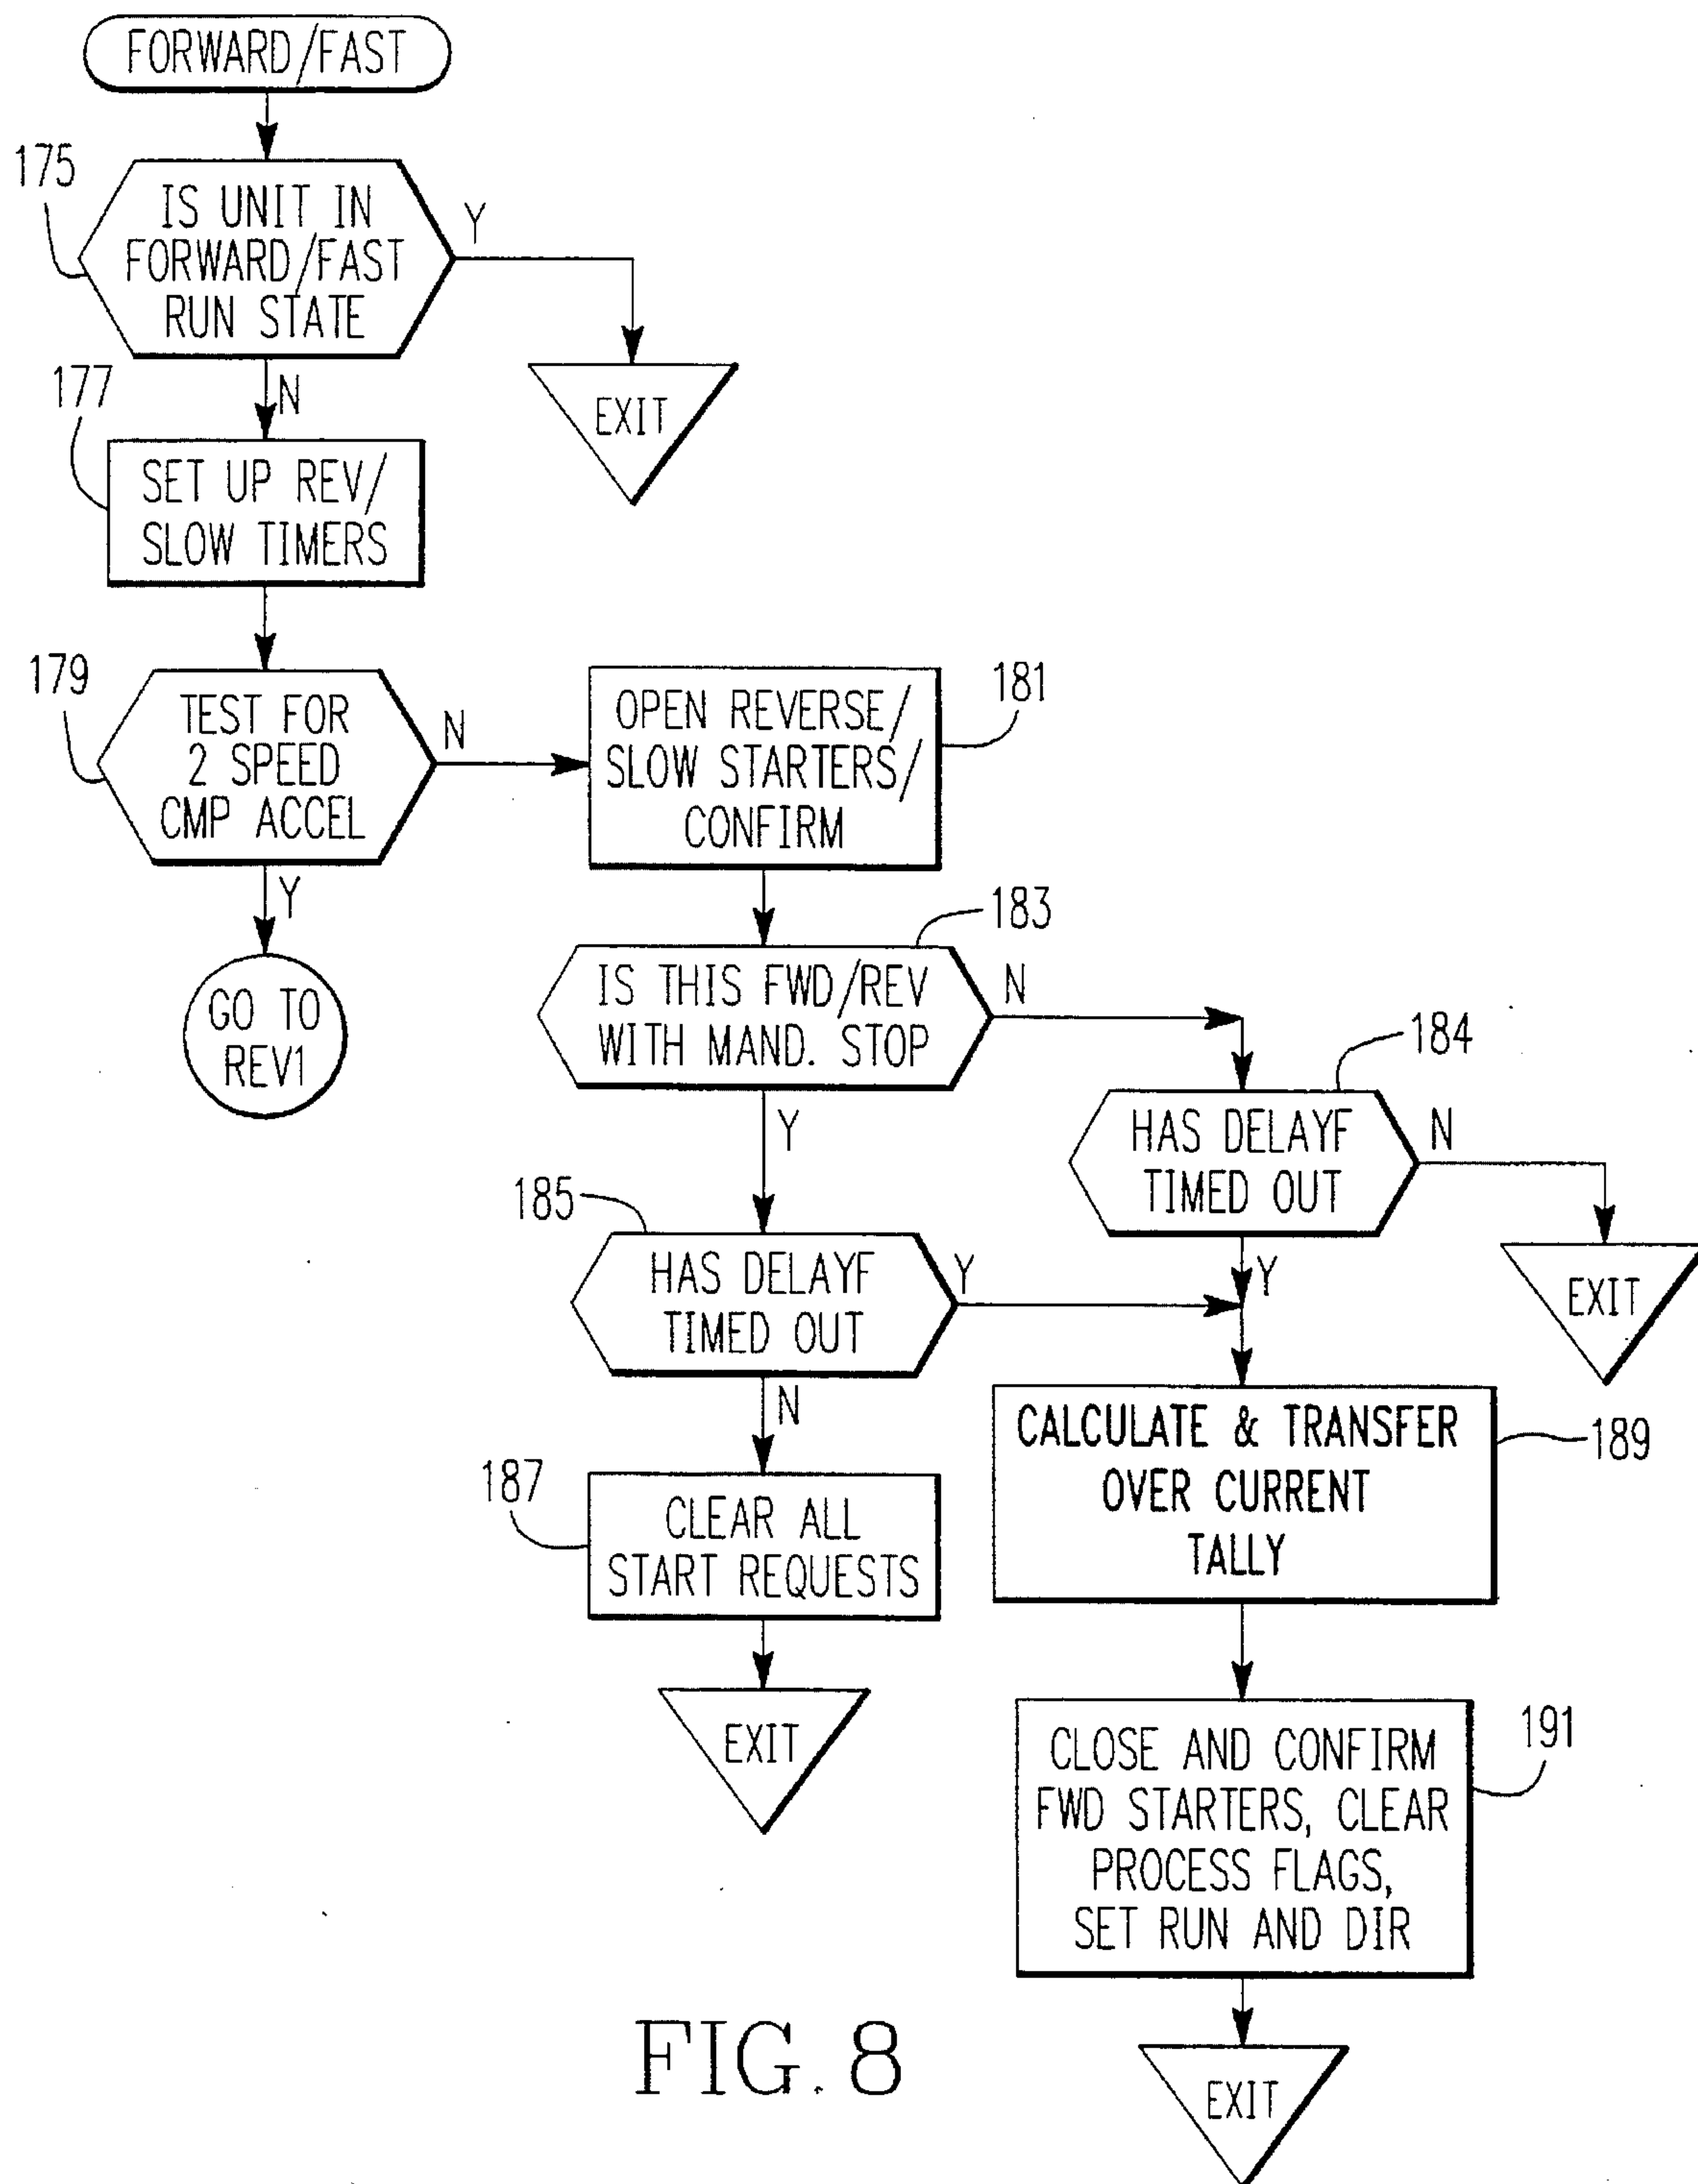 FORWARD/FAST
175
IS UNIT IN
FORWARD/FAST
RUN STATE
Y
EXIT
N
177
SET UP REV/
SLOW TIMERS
179
TEST FOR
2 SPEED
CMP ACCEL
N
Y
GO TO
REV1
181
OPEN REVERSE/
SLOW STARTERS/
CONFIRM
183
IS THIS FWD/REV
WITH MAND. STOP
N
Y
184
HAS DELAYF
TIMED OUT
N
EXIT
Y
185
HAS DELAYF
TIMED OUT
Y
N
187
CLEAR ALL
START REQUESTS
EXIT
189
CALCULATE & TRANSFER
OVER CURRENT
TALLY
191
CLOSE AND CONFIRM
FWD STARTERS, CLEAR
PROCESS FLAGS,
SET RUN AND DIR
EXIT
FIG. 8